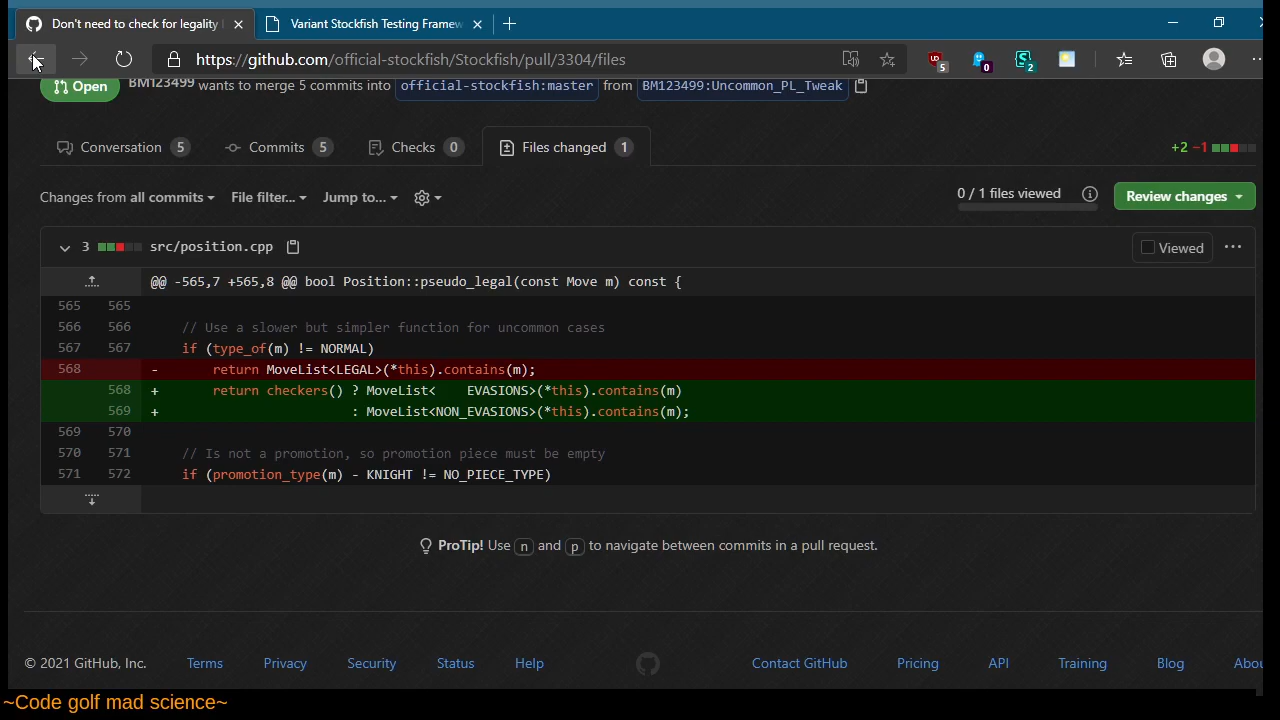 Don't need to check for legality
Variant Stockfish Testing Framew
https://github.com/official-stockfish/Stockfish/pull/3304/files
5
0
2
Open
BM123499 wants to merge 5 commits into official-stockfish:master from BM123499:Uncommon_PL_Tweak
Conversation 5
Commits 5
Checks 0
Files changed 1
+2 −1
Changes from all commits
File filter...
Jump to...
0 / 1 files viewed
Review changes
3 src/position.cpp
Viewed
@@ -565,7 +565,8 @@ bool Position::pseudo_legal(const Move m) const {
565 565
566 566 // Use a slower but simpler function for uncommon cases
567 567 if (type_of(m) != NORMAL)
568 - return MoveList<LEGAL>(*this).contains(m);
568 + return checkers() ? MoveList<    EVASIONS>(*this).contains(m)
569 + : MoveList<NON_EVASIONS>(*this).contains(m);
569 570
570 571 // Is not a promotion, so promotion piece must be empty
571 572 if (promotion_type(m) - KNIGHT != NO_PIECE_TYPE)
ProTip! Use n and p to navigate between commits in a pull request.
© 2021 GitHub, Inc.
Terms
Privacy
Security
Status
Help
Contact GitHub
Pricing
API
Training
Blog
Abou
~Code golf mad science~